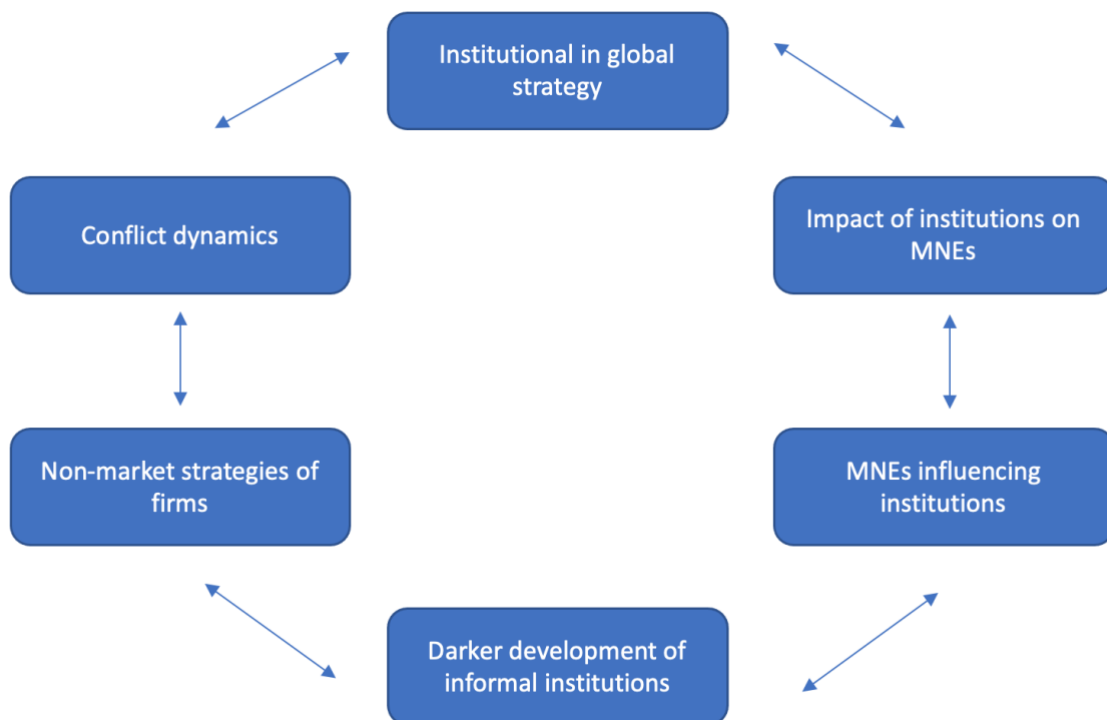 Institutional in global
strategy
Conflict dynamics
Impact of institutions on
MNEs
Non-market strategies of
firms
MNEs influencing
institutions
Darker development of
informal institutions